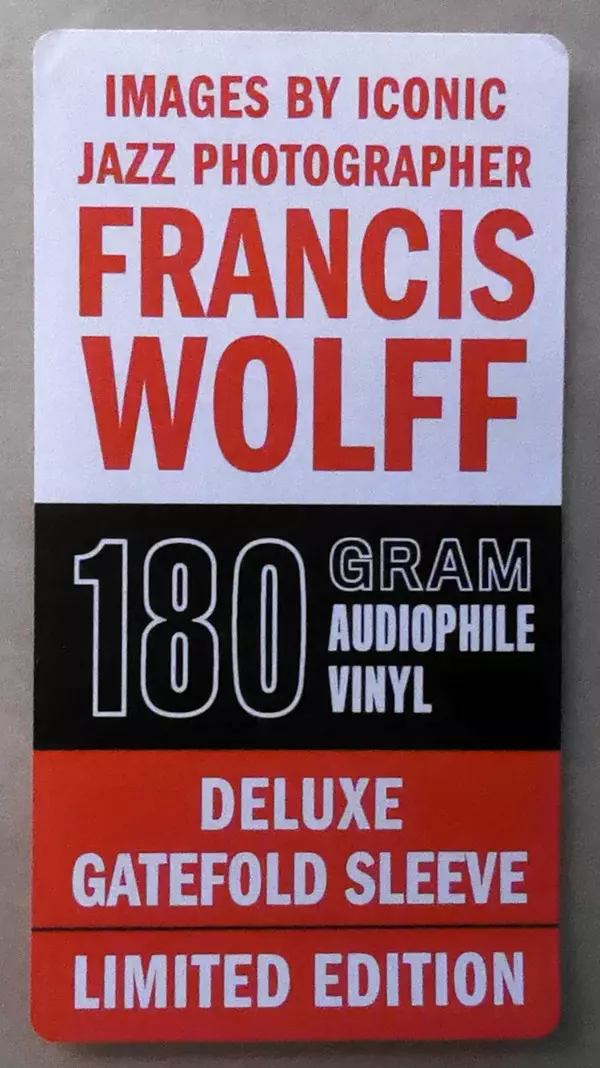 IMAGES BY ICONIC
JAZZ PHOTOGRAPHER
FRANCIS
WOLFF
180 GRAM
AUDIOPHILE
VINYL
DELUXE
GATEFOLD SLEEVE
LIMITED EDITION